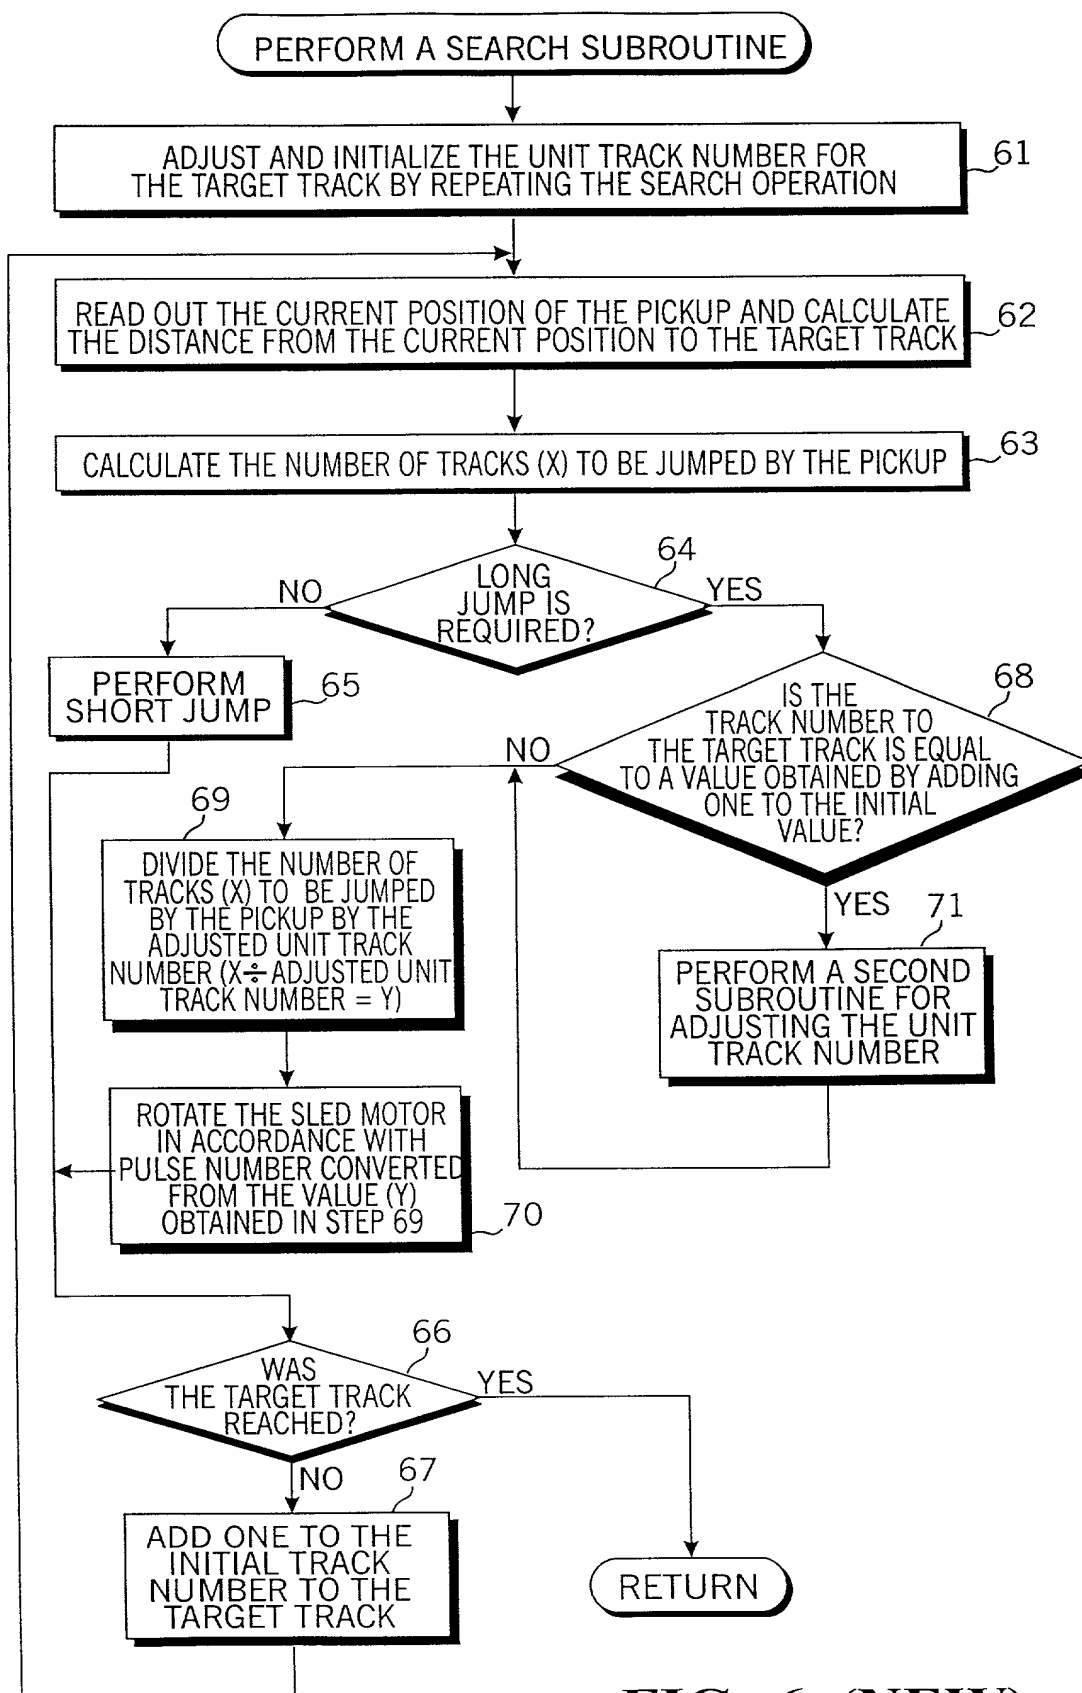 PERFORM A SEARCH SUBROUTINE
ADJUST AND INITIALIZE THE UNIT TRACK NUMBER FOR
THE TARGET TRACK BY REPEATING THE SEARCH OPERATION
61
READ OUT THE CURRENT POSITION OF THE PICKUP AND CALCULATE
THE DISTANCE FROM THE CURRENT POSITION TO THE TARGET TRACK
62
CALCULATE THE NUMBER OF TRACKS (X) TO BE JUMPED BY THE PICKUP
63
LONG
JUMP IS
REQUIRED?
64
NO
YES
PERFORM
SHORT JUMP
65
IS THE
TRACK NUMBER TO
THE TARGET TRACK IS EQUAL
TO A VALUE OBTAINED BY ADDING
ONE TO THE INITIAL
VALUE?
68
NO
YES
69
DIVIDE THE NUMBER OF
TRACKS (X) TO BE JUMPED
BY THE PICKUP BY THE
ADJUSTED UNIT TRACK
NUMBER (X÷ ADJUSTED UNIT
TRACK NUMBER = Y)
71
PERFORM A SECOND
SUBROUTINE FOR
ADJUSTING THE UNIT
TRACK NUMBER
ROTATE THE SLED MOTOR
IN ACCORDANCE WITH
PULSE NUMBER CONVERTED
FROM THE VALUE (Y)
OBTAINED IN STEP 69
70
66
WAS
THE TARGET TRACK
REACHED?
YES
NO
67
ADD ONE TO THE
INITIAL TRACK
NUMBER TO THE
TARGET TRACK
RETURN
FIG. 6 (NEW)